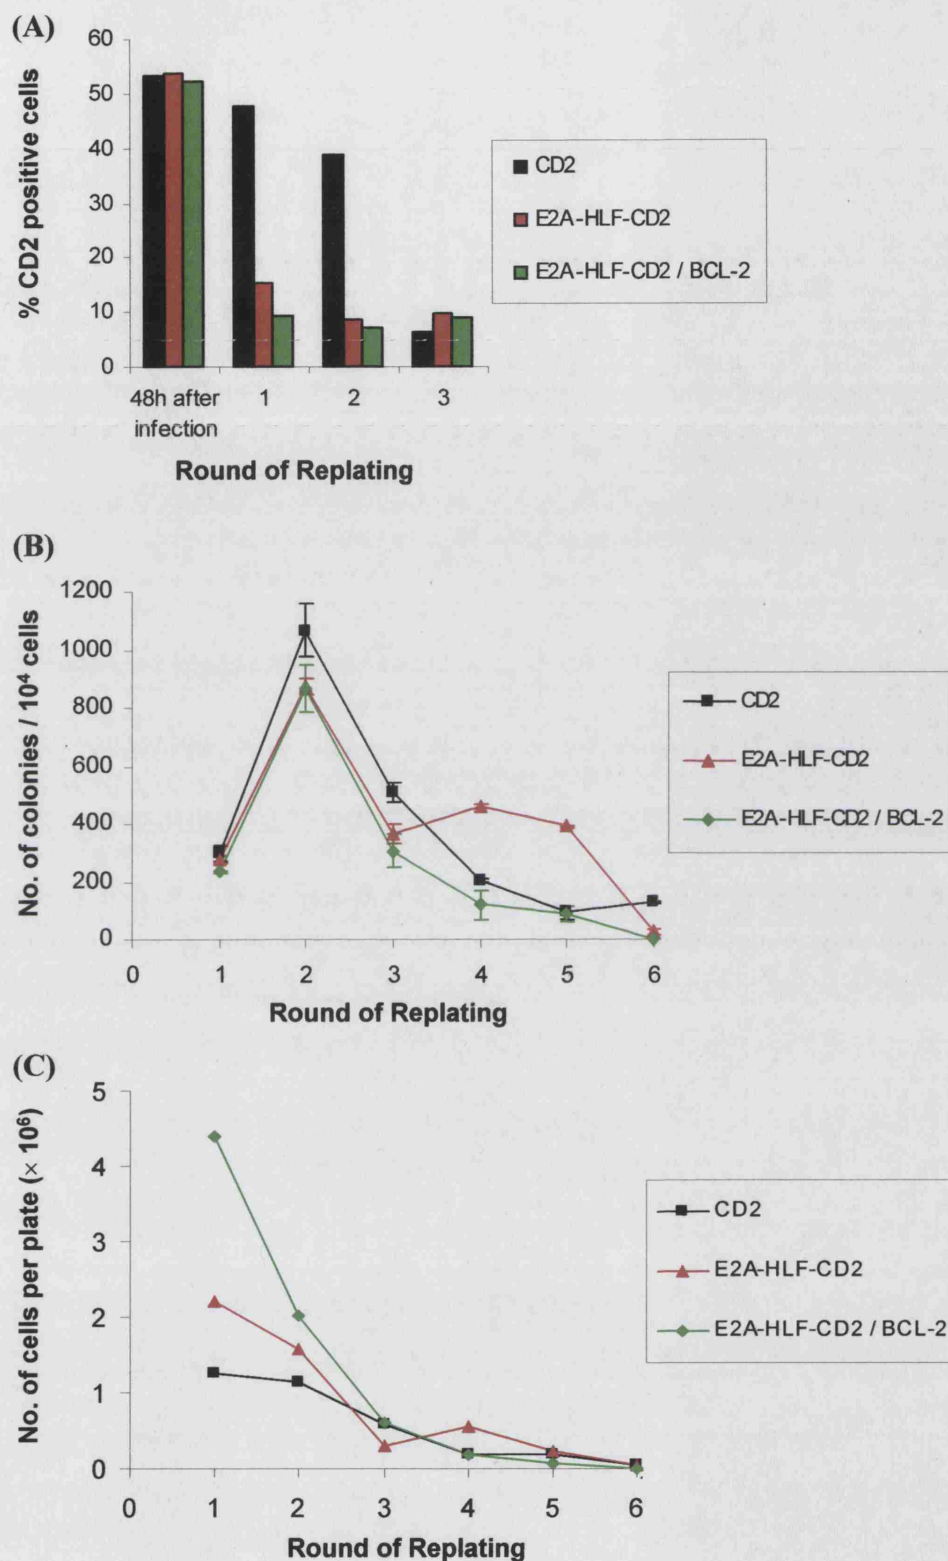 (A)
60
50
40
30
20
10
0
% CD2 positive cells
48h after
infection
1
2
3
Round of Replating
CD2
E2A-HLF-CD2
E2A-HLF-CD2 / BCL-2
(B)
1200
1000
800
600
400
200
0
No. of colonies / 10⁴ cells
0 1 2 3 4 5 6
Round of Replating
CD2
E2A-HLF-CD2
E2A-HLF-CD2 / BCL-2
(C)
5
4
3
2
1
0
No. of cells per plate (× 10⁶)
0 1 2 3 4 5 6
Round of Replating
CD2
E2A-HLF-CD2
E2A-HLF-CD2 / BCL-2